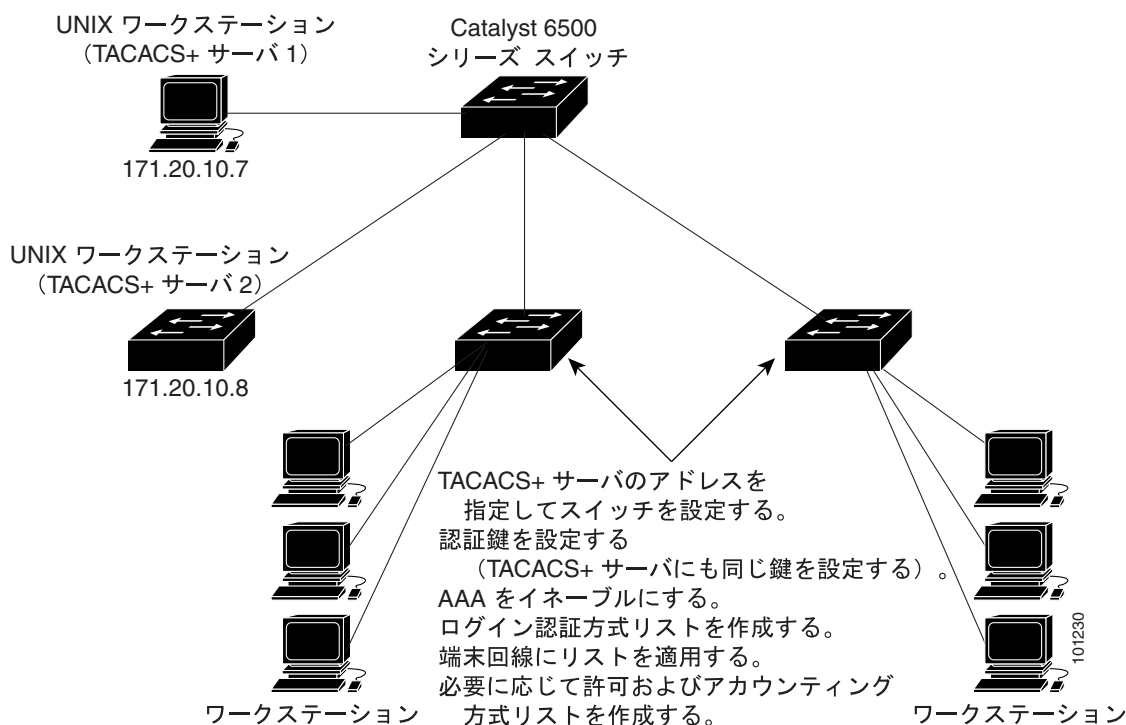 UNIX ワークステーション
（TACACS+ サーバ 1）
171.20.10.7
Catalyst 6500
シリーズ スイッチ
UNIX ワークステーション
（TACACS+ サーバ 2）
171.20.10.8
TACACS+ サーバのアドレスを
指定してスイッチを設定する。
認証鍵を設定する
（TACACS+ サーバにも同じ鍵を設定する）。
AAA をイネーブルにする。
ログイン認証方式リストを作成する。
端末回線にリストを適用する。
必要に応じて許可およびアカウンティング
方式リストを作成する。
ワークステーション
ワークステーション
101230